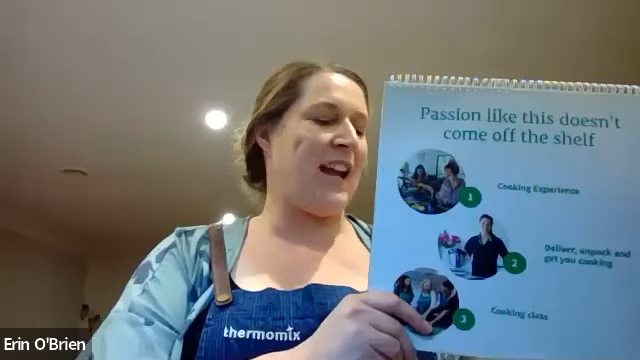 Passion like this doesn't
come off the shelf
1
Cooking Experience
2
Deliver, unpack and
get you cooking
3
Cooking class
thermomix
Erin O'Brien